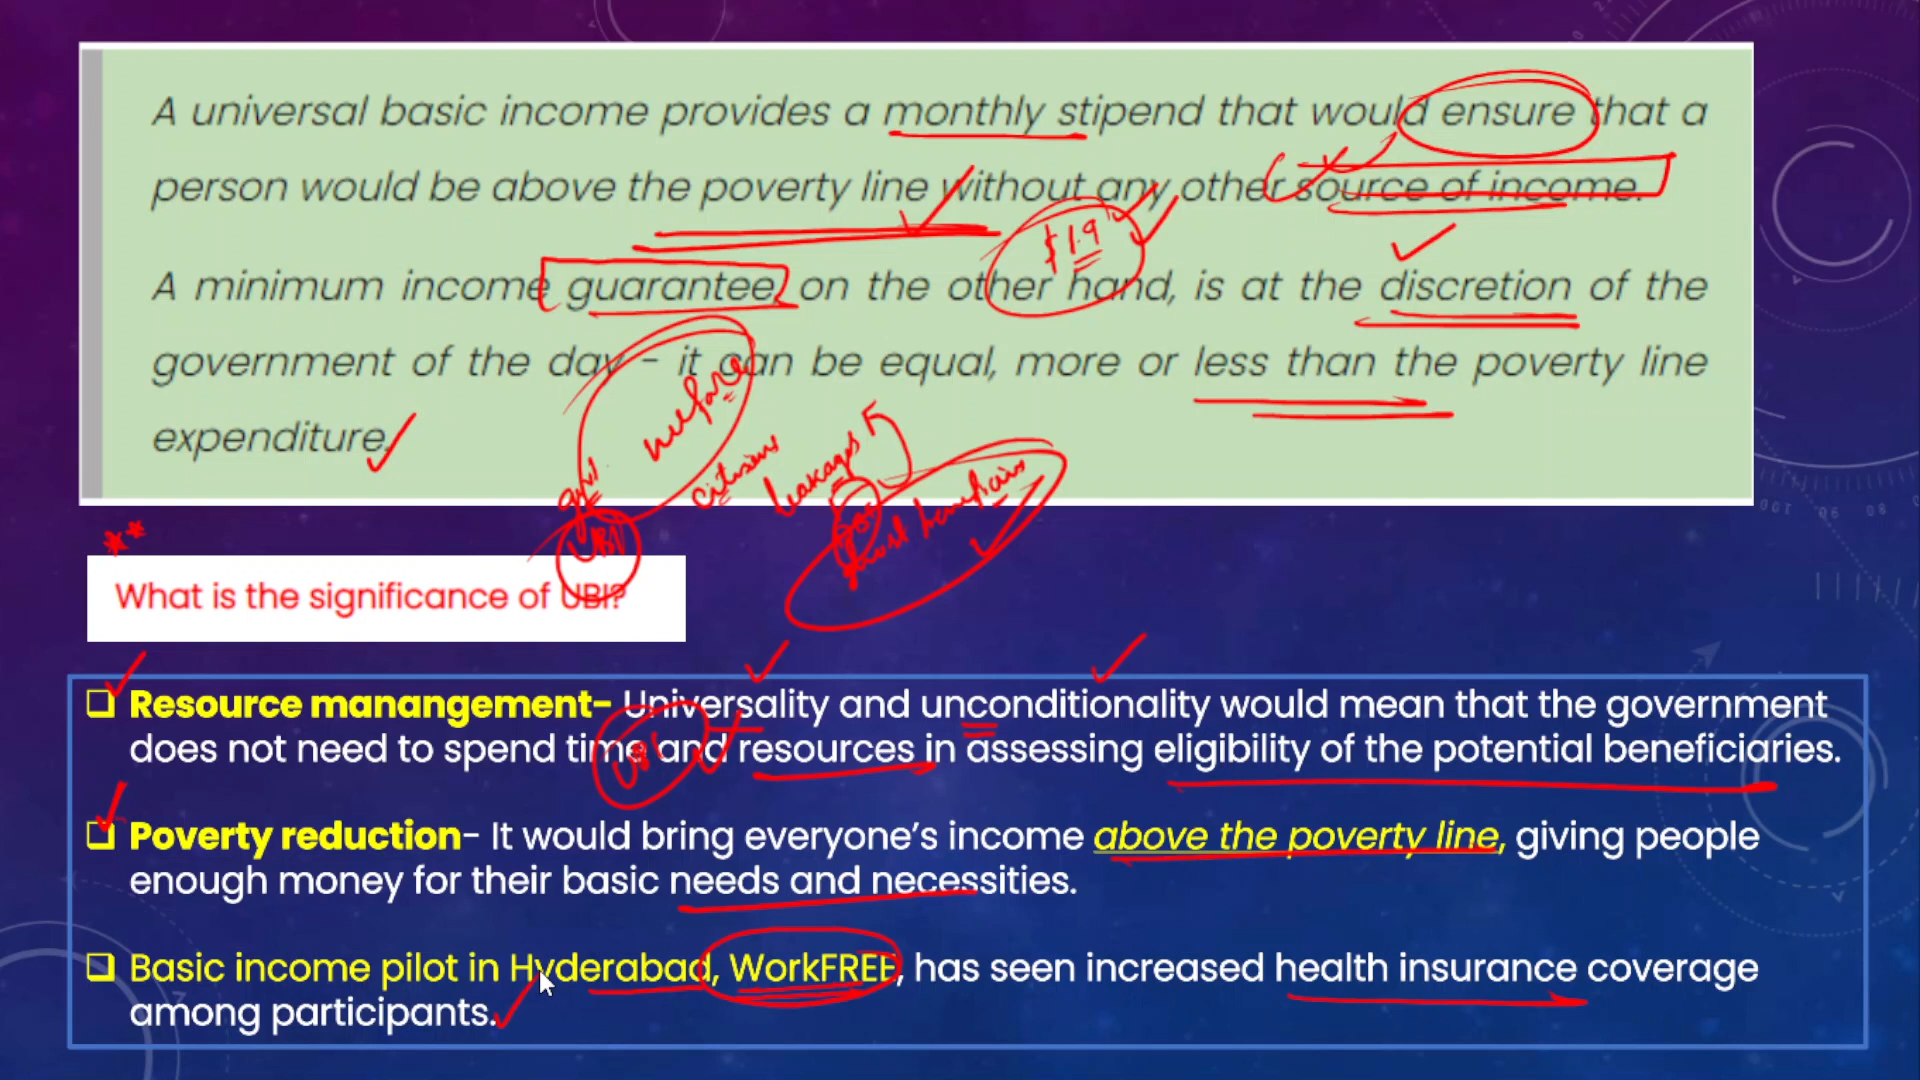 A universal basic income provides a monthly stipend that would ensure that a
person would be above the poverty line without any other source of income.
$1.9
A minimum income guarantee, on the other hand, is at the discretion of the
government of the day - it can be equal, more or less than the poverty line
expenditure.
welfare
citizens
leakages
govt
UBI
What is the significance of UBI?
❑ Resource manangement- Universality and unconditionality would mean that the government
does not need to spend time and resources in assessing eligibility of the potential beneficiaries.
UBI
❑ Poverty reduction- It would bring everyone’s income above the poverty line, giving people
enough money for their basic needs and necessities.
❑ Basic income pilot in Hyderabad, WorkFREE, has seen increased health insurance coverage
among participants.